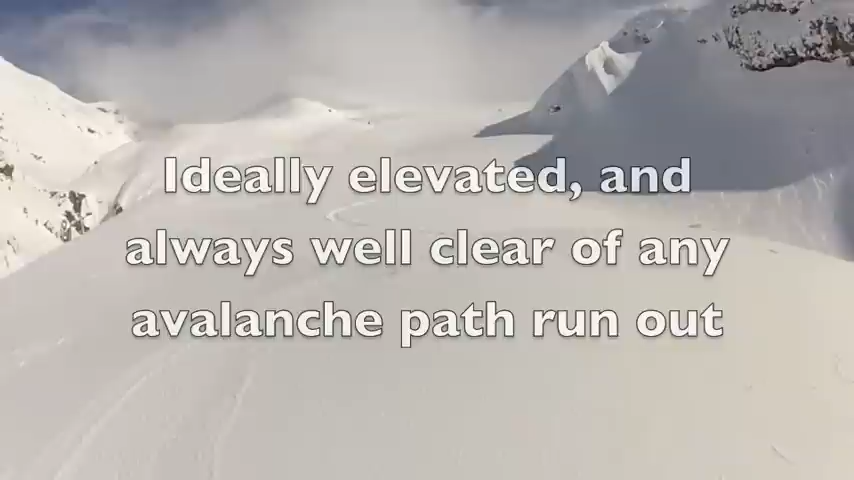 Ideally elevated, and
always well clear of any
avalanche path run out